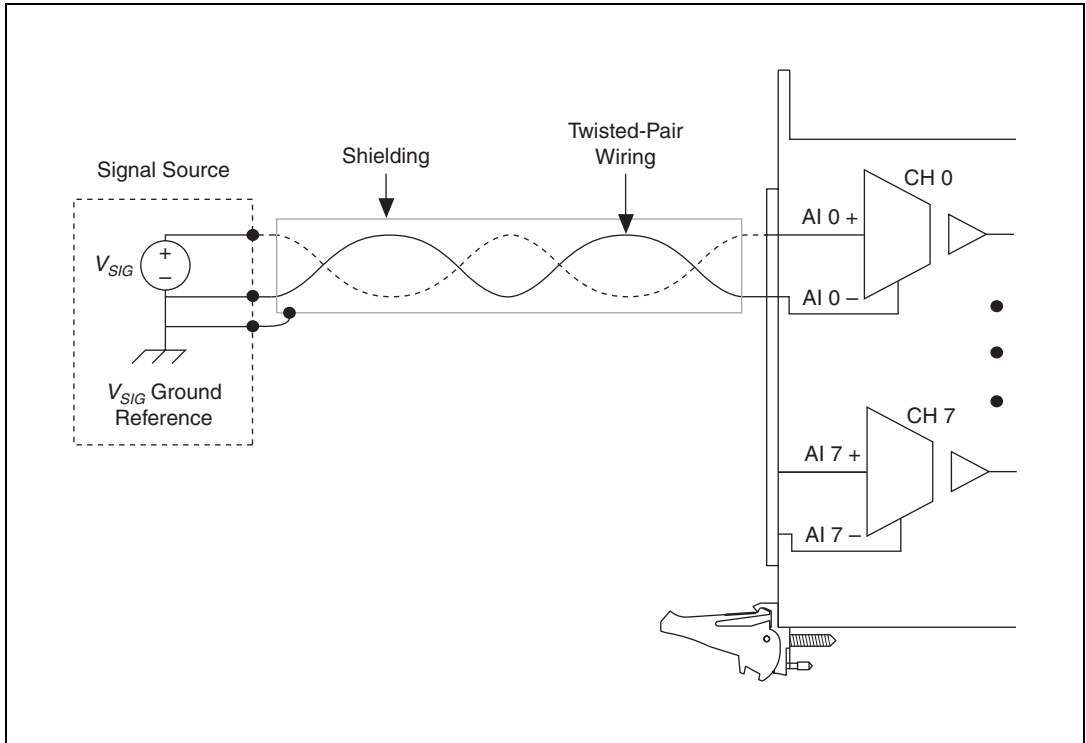 Signal Source
Shielding
Twisted-Pair
Wiring
V_SIG
+
–
V_SIG Ground
Reference
CH 0
AI 0 +
AI 0 –
CH 7
AI 7 +
AI 7 –